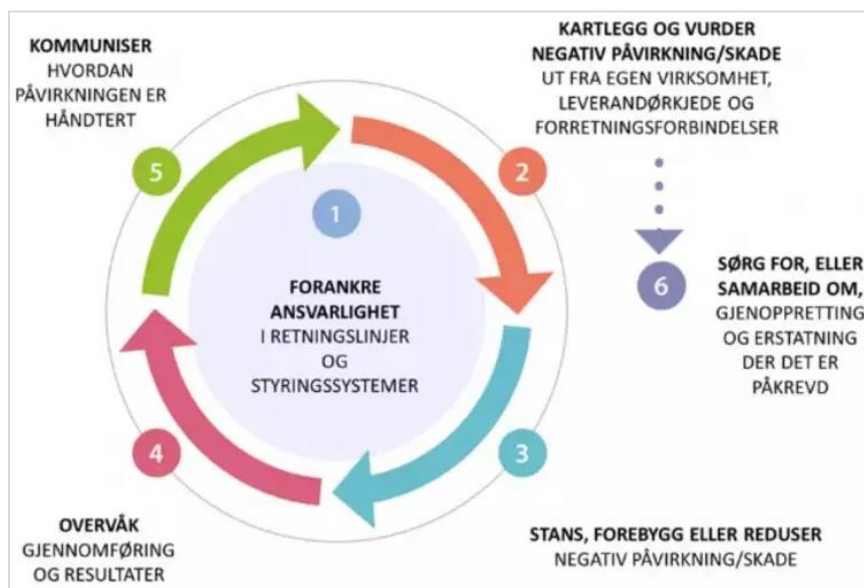 KOMMUNISER
HVORDAN
PÅVIRKNINGEN ER
HÅNDTERT
KARTLEGG OG VURDER
NEGATIV PÅVIRKNING/SKADE
UT FRA EGEN VIRKSOMHET,
LEVERANDØRKJEDE OG
FORRETNINGSFORBINDELSER
5
2
1
FORANKRE
ANSVARLIGHET
I RETNINGSLINJER
OG
STYRINGSSYSTEMER
6
SØRG FOR, ELLER
SAMARBEID OM,
GJENOPPRETTING
OG ERSTATNING
DER DET ER
PÅKREVD
4
3
OVERVÅK
GJENNOMFØRING
OG RESULTATER
STANS, FOREBYGG ELLER REDUSER
NEGATIV PÅVIRKNING/SKADE